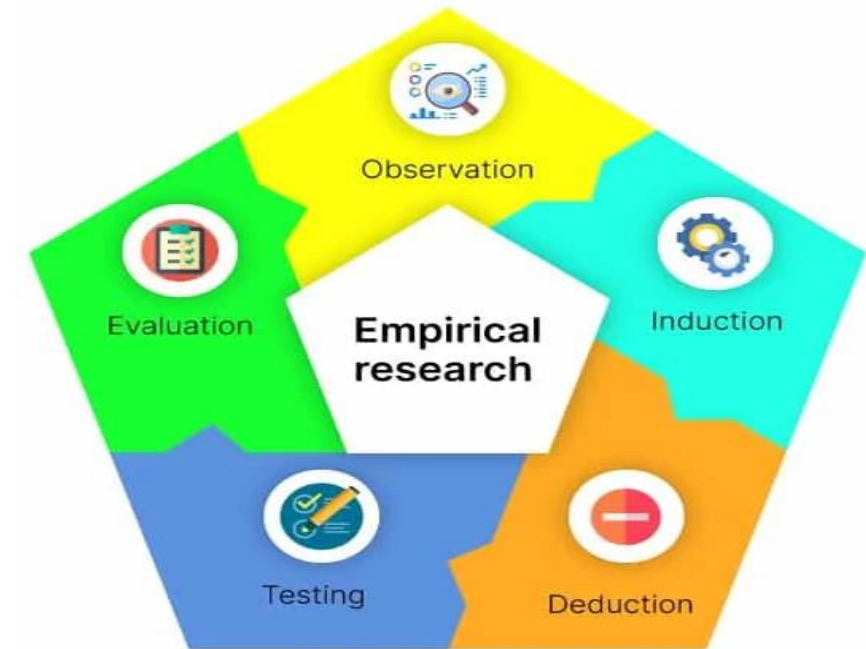 Observation
Evaluation
Induction
Empirical
research
Testing
Deduction